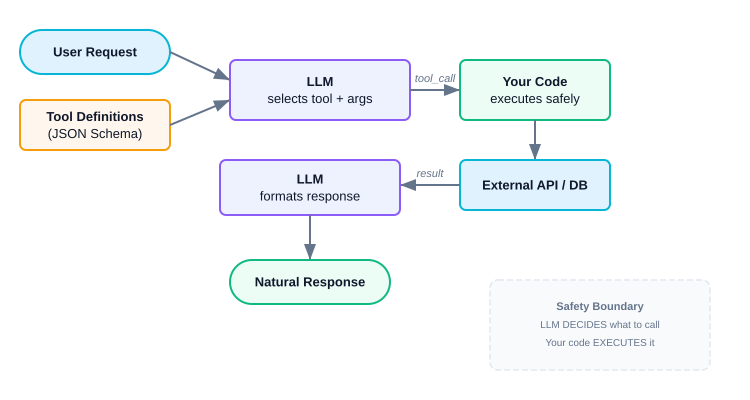 User Request
Tool Definitions
(JSON Schema)
LLM
selects tool + args
tool_call
Your Code
executes safely
External API / DB
result
LLM
formats response
Natural Response
Safety Boundary
LLM DECIDES what to call
Your code EXECUTES it